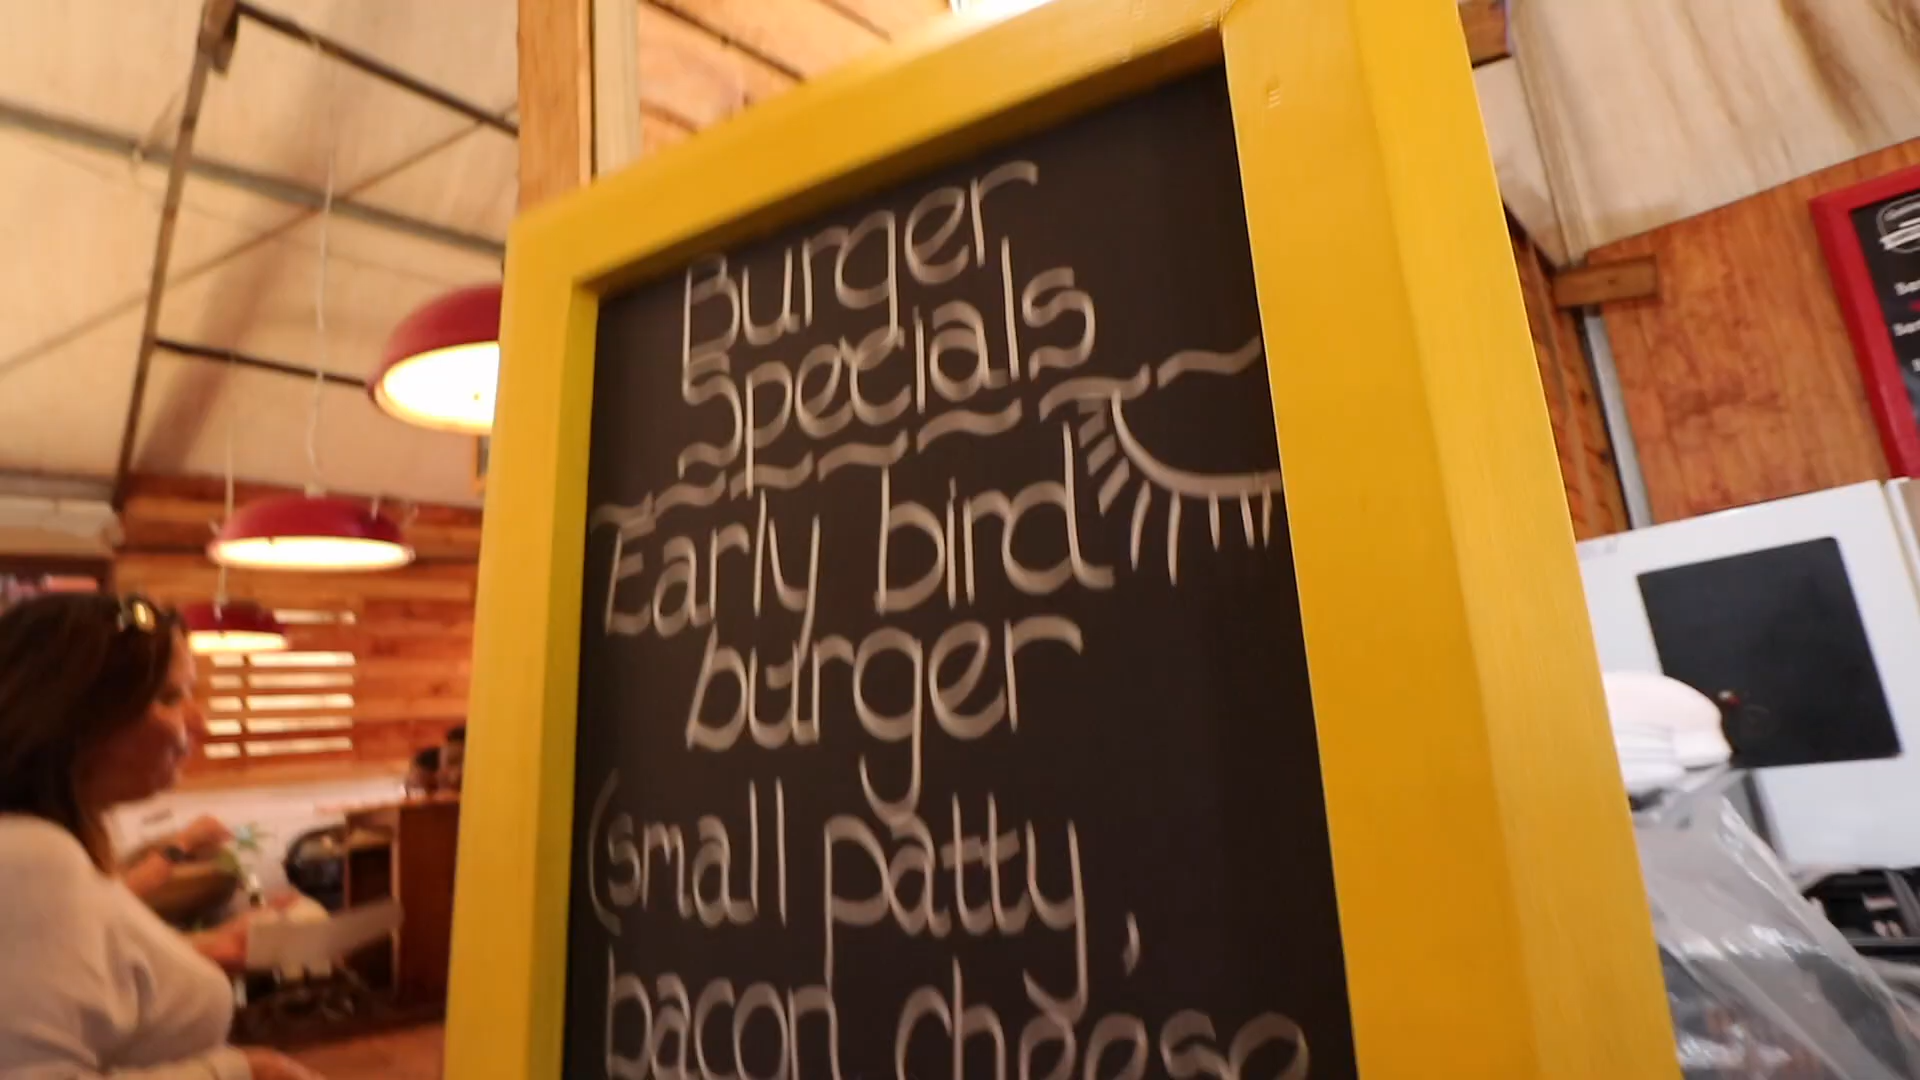 Burger
Specials
Early bird
burger
(small patty,
bacon cheese